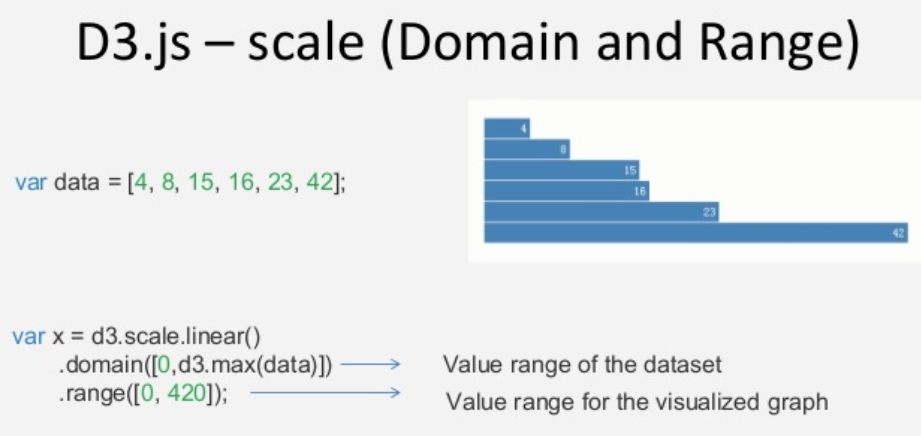 D3.js – scale (Domain and Range)
var data = [4, 8, 15, 16, 23, 42];
4
8
15
16
23
42
var x = d3.scale.linear()
.domain([0,d3.max(data)])
Value range of the dataset
.range([0, 420]);
Value range for the visualized graph